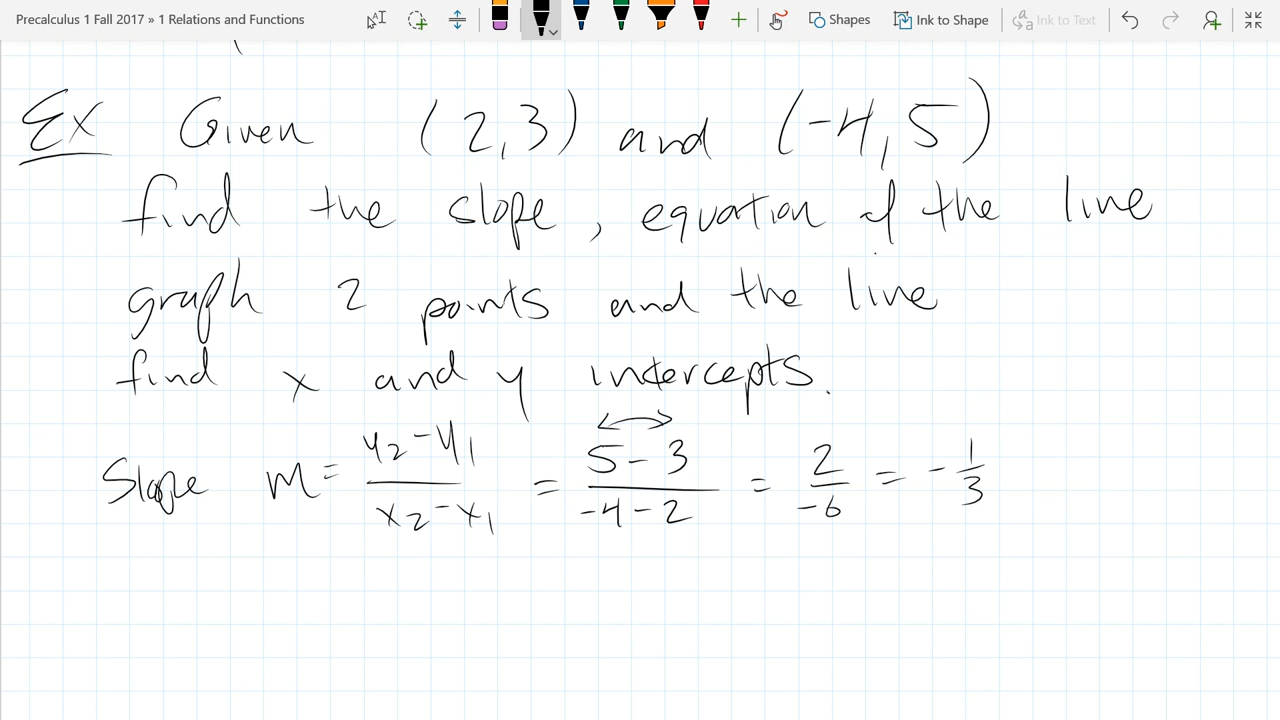 Precalculus 1 Fall 2017 » 1 Relations and Functions Shapes Ink to Shape Ink to Text
Ex Given (2,3) and (-4,5)
find the slope, equation of the line
graph 2 points and the line
find x and y intercepts.
Slope m = y₂-y₁/x₂-x₁ = 5-3/-4-2 = 2/-6 = -1/3